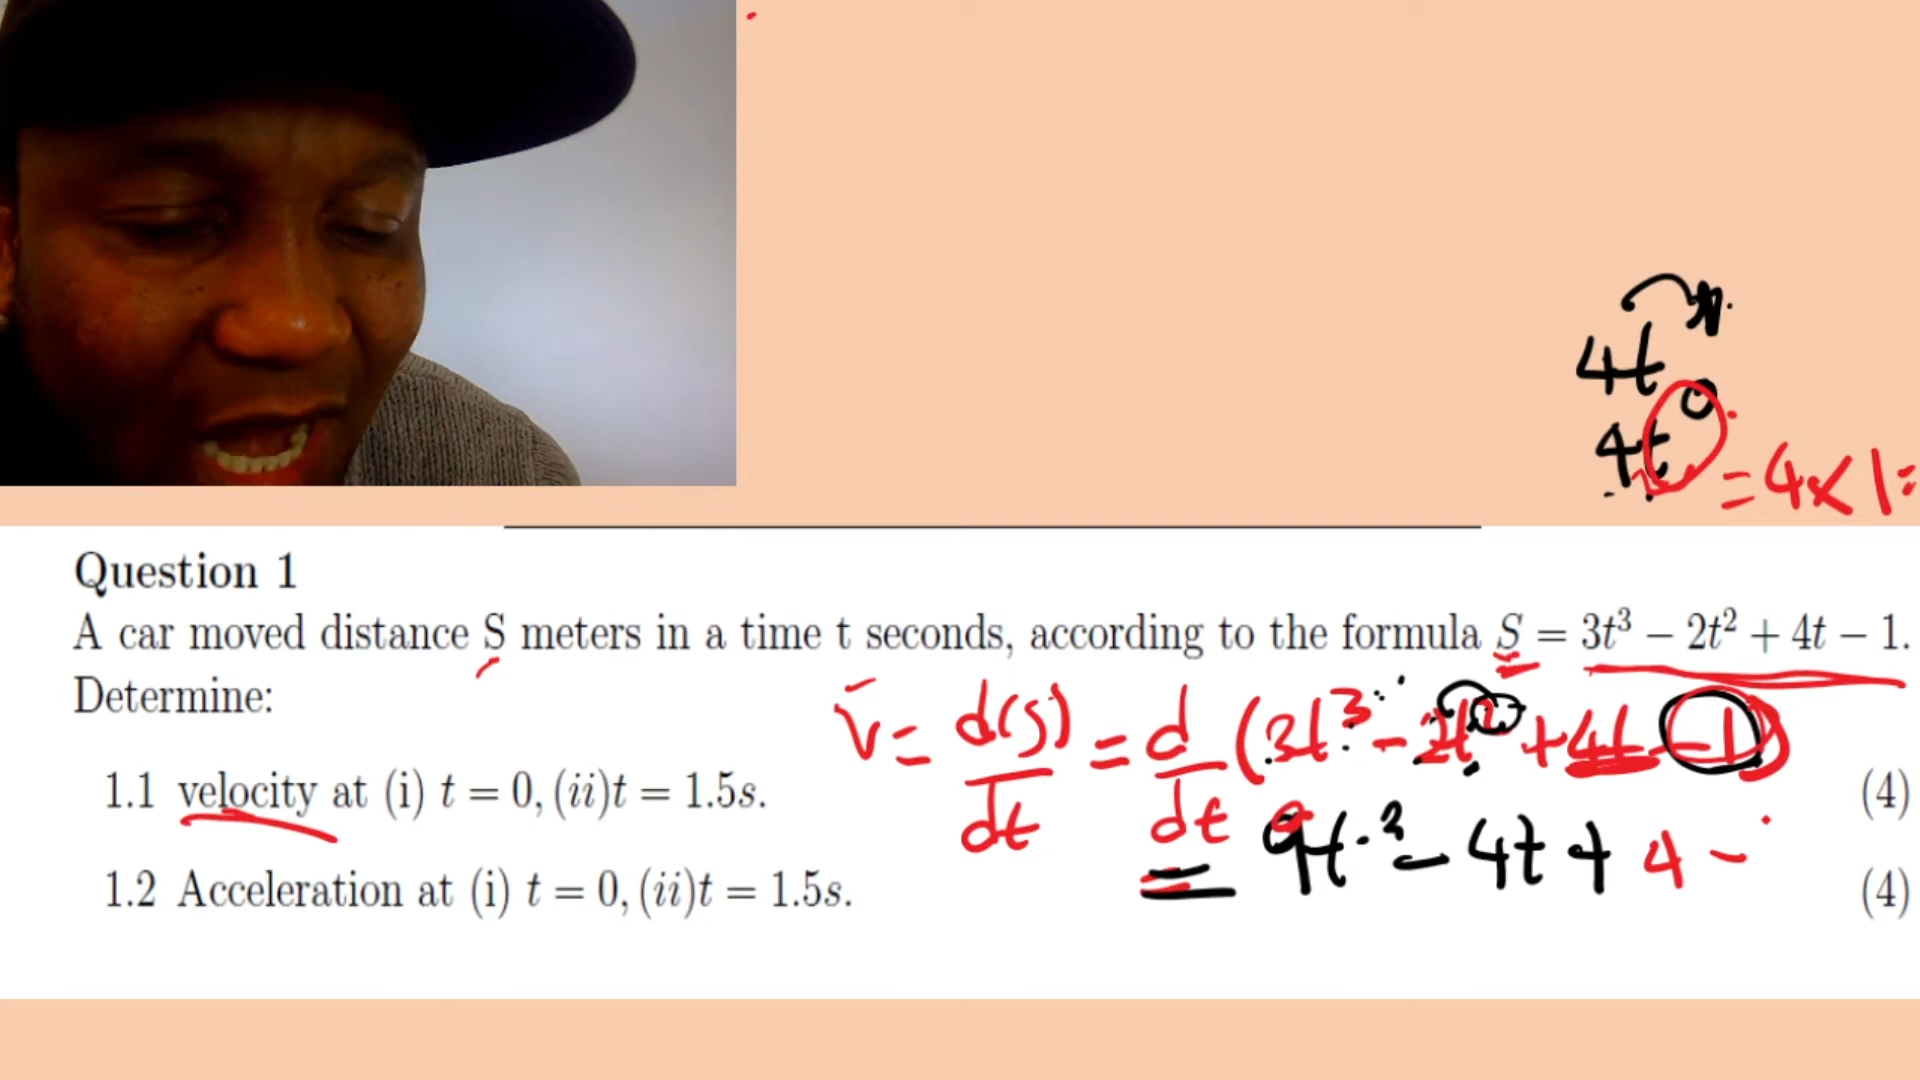 4t
4t⁰
= 4 × 1 =
Question 1
A car moved distance S meters in a time t seconds, according to the formula S = 3t³ − 2t² + 4t − 1.
Determine:
v = d(s)/dt = d/dt (3t³ − 2t² + 4t − 1)
1.1 velocity at (i) t = 0, (ii)t = 1.5s. (4)
= 9t² − 4t + 4 −
1.2 Acceleration at (i) t = 0, (ii)t = 1.5s. (4)